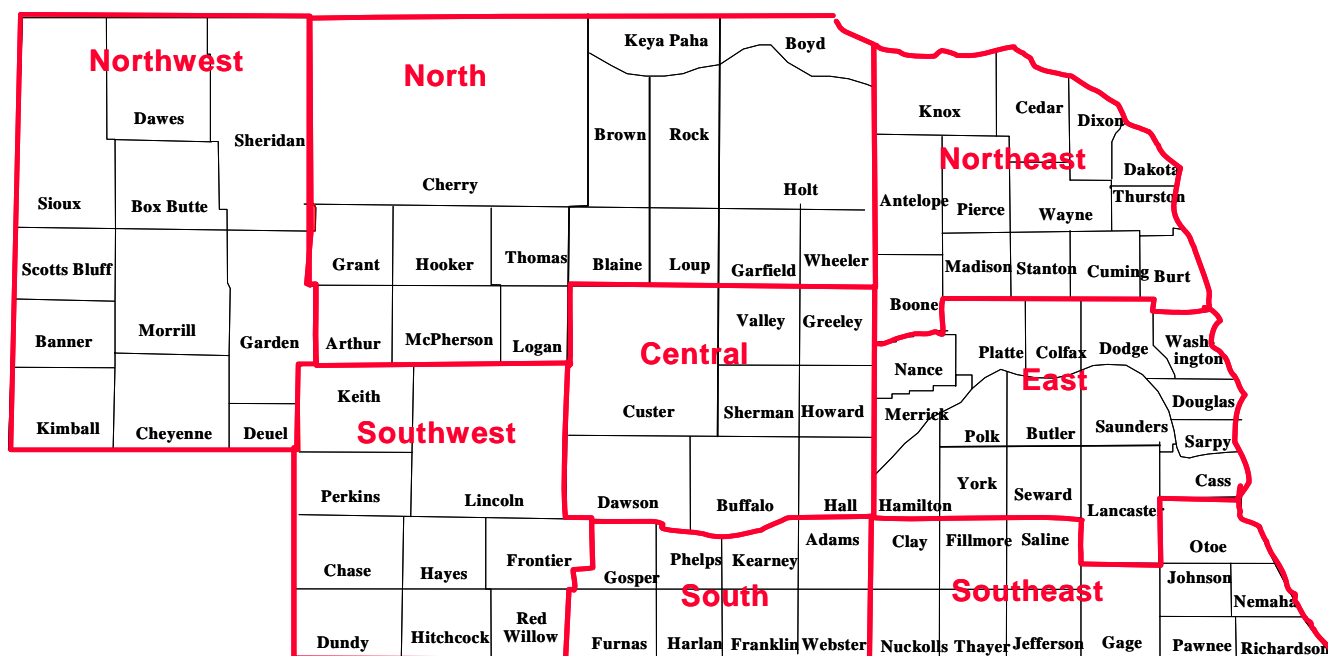 Northwest
North
Keya Paha
Boyd
Dawes
Sheridan
Brown
Rock
Knox
Cedar
Dixon
Northeast
Dakota
Cherry
Holt
Sioux
Box Butte
Antelope
Pierce
Wayne
Thurston
Scotts Bluff
Grant
Hooker
Thomas
Blaine
Loup
Garfield
Wheeler
Madison
Stanton
Cuming
Burt
Boone
Banner
Morrill
Garden
Arthur
McPherson
Logan
Central
Valley
Greeley
Platte
Colfax
Dodge
Wash
ington
Nance
East
Keith
Custer
Sherman
Howard
Merrick
Douglas
Kimball
Cheyenne
Deuel
Southwest
Polk
Butler
Saunders
Sarpy
Perkins
Lincoln
Dawson
Buffalo
Hall
Hamilton
York
Seward
Lancaster
Cass
Chase
Hayes
Frontier
Gosper
Phelps
Kearney
Adams
Clay
Fillmore
Saline
Otoe
South
Southeast
Johnson
Nemaha
Dundy
Hitchcock
Red
Willow
Furnas
Harlan
Franklin
Webster
Nuckolls
Thayer
Jefferson
Gage
Pawnee
Richardson